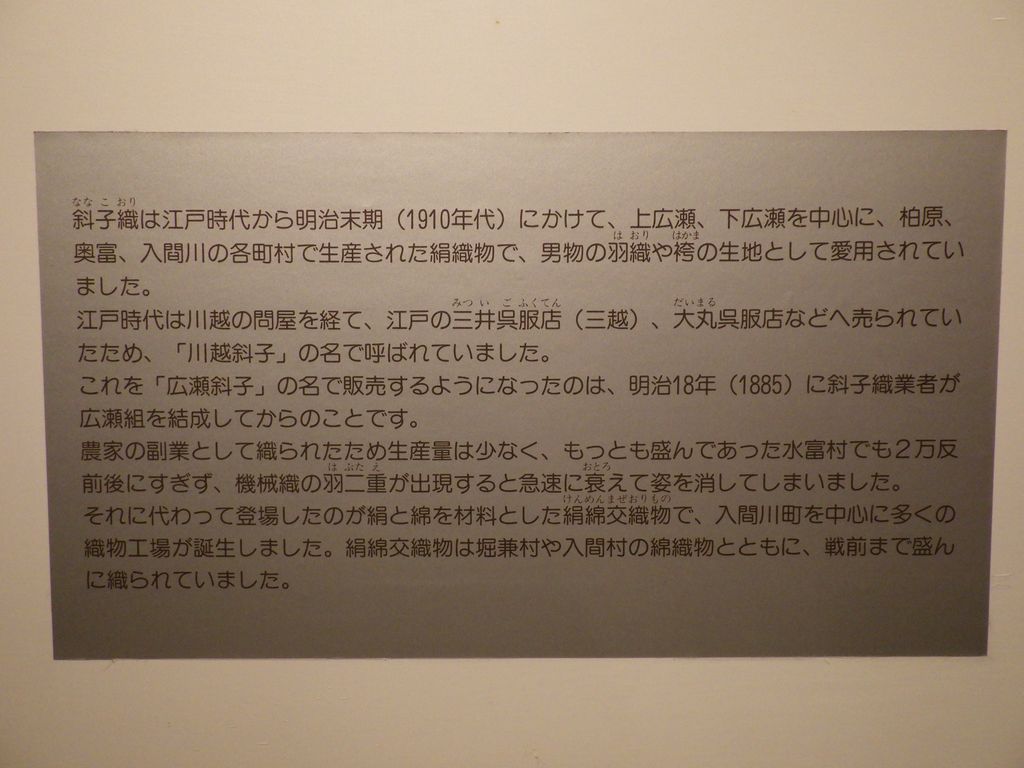 ななこおり
斜子織は江戸時代から明治末期（1910年代）にかけて、上広瀬、下広瀬を中心に、柏原、
はおり はかま
奥富、入間川の各町村で生産された絹織物で、男物の羽織や袴の生地として愛用されてい
ました。
みついごふくてん だいまる
江戸時代は川越の問屋を経て、江戸の三井呉服店（三越）、大丸呉服店などへ売られてい
たため、「川越斜子」の名で呼ばれていました。
これを「広瀬斜子」の名で販売するようになったのは、明治18年（1885）に斜子織業者が
広瀬組を結成してからのことです。
農家の副業として織られたため生産量は少なく、もっとも盛んであった水富村でも２万反
はぶたえ おとろ
前後にすぎず、機械織の羽二重が出現すると急速に衰えて姿を消してしまいました。
けんめんまぜおりもの
それに代わって登場したのが絹と綿を材料とした絹綿交織物で、入間川町を中心に多くの
織物工場が誕生しました。絹綿交織物は堀兼村や入間村の綿織物とともに、戦前まで盛ん
に織られていました。